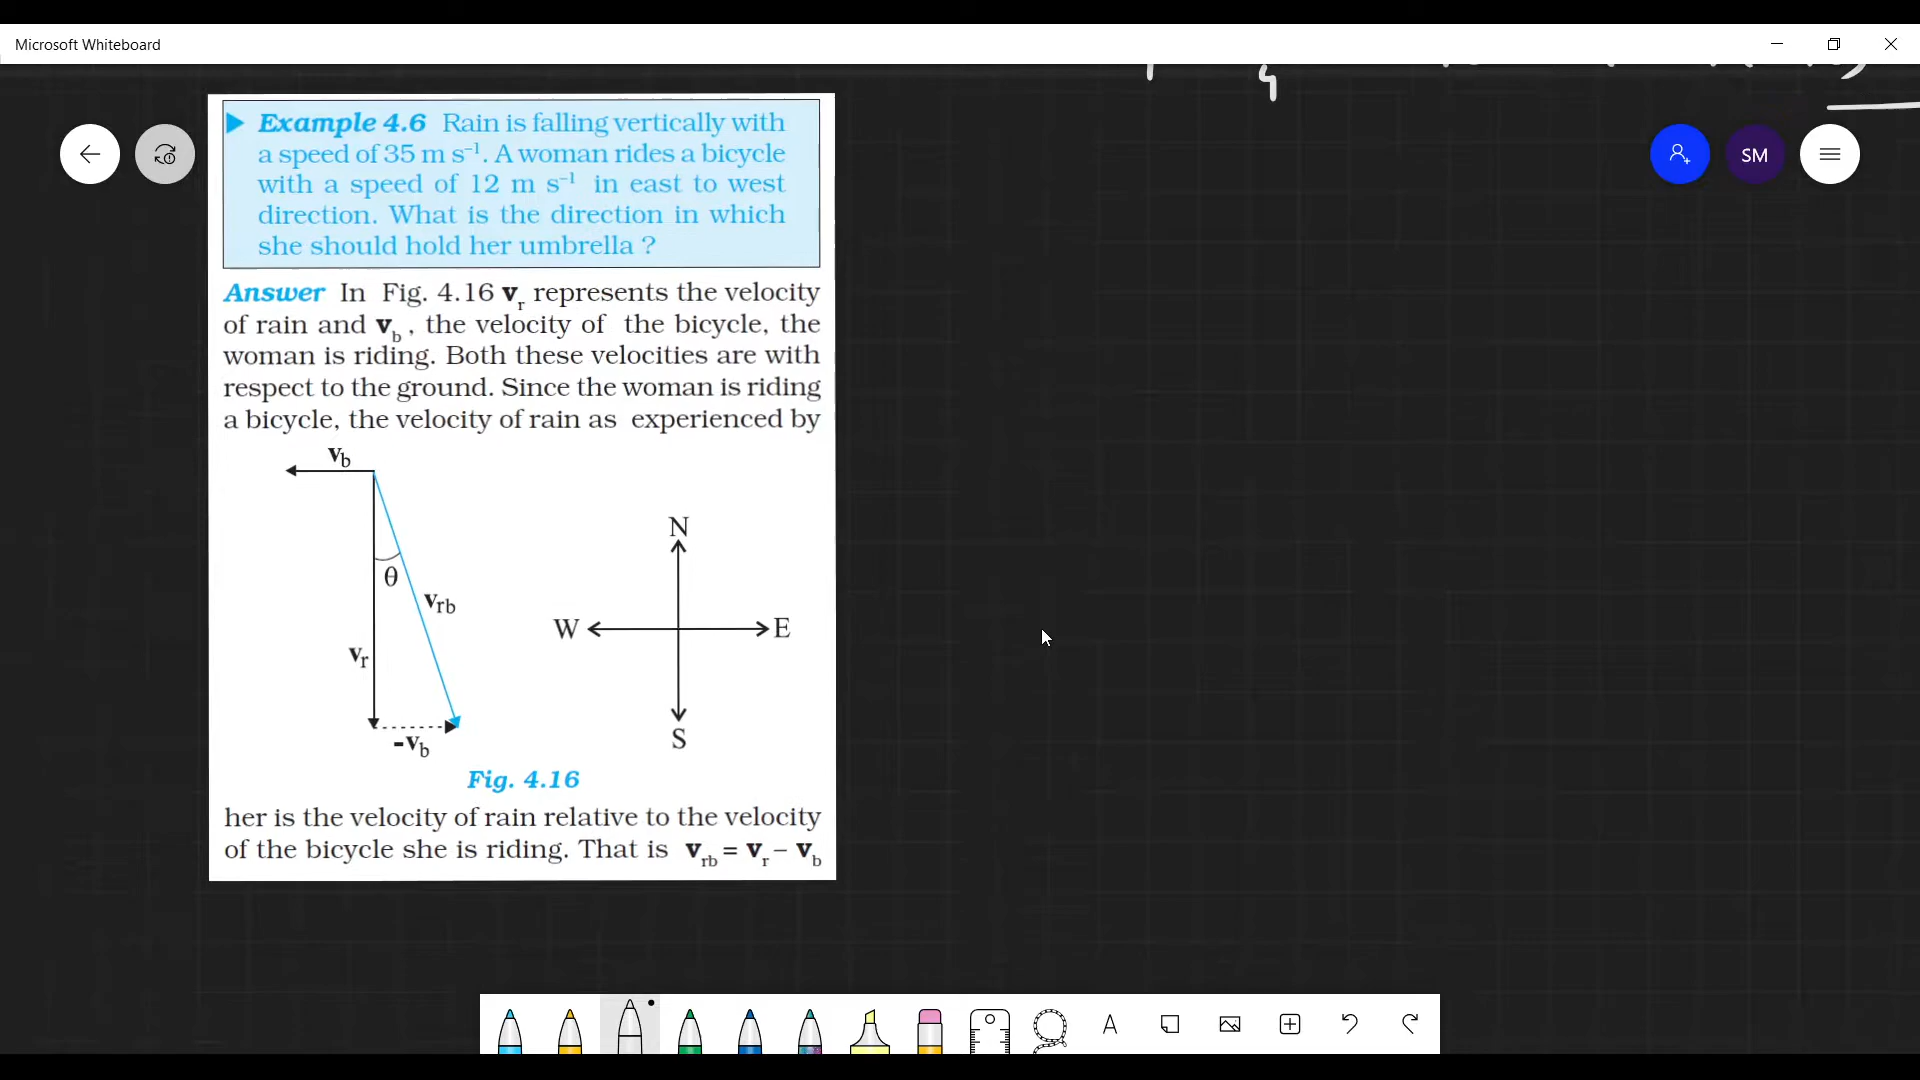 Microsoft Whiteboard
SM
Example 4.6 Rain is falling vertically with
a speed of 35 m s⁻¹. A woman rides a bicycle
with a speed of 12 m s⁻¹ in east to west
direction. What is the direction in which
she should hold her umbrella ?
Answer In Fig. 4.16 vr represents the velocity
of rain and vb , the velocity of the bicycle, the
woman is riding. Both these velocities are with
respect to the ground. Since the woman is riding
a bicycle, the velocity of rain as experienced by
vb
N
θ
vrb
W E
vr
S
-vb
Fig. 4.16
her is the velocity of rain relative to the velocity
of the bicycle she is riding. That is vrb = vr – vb
A